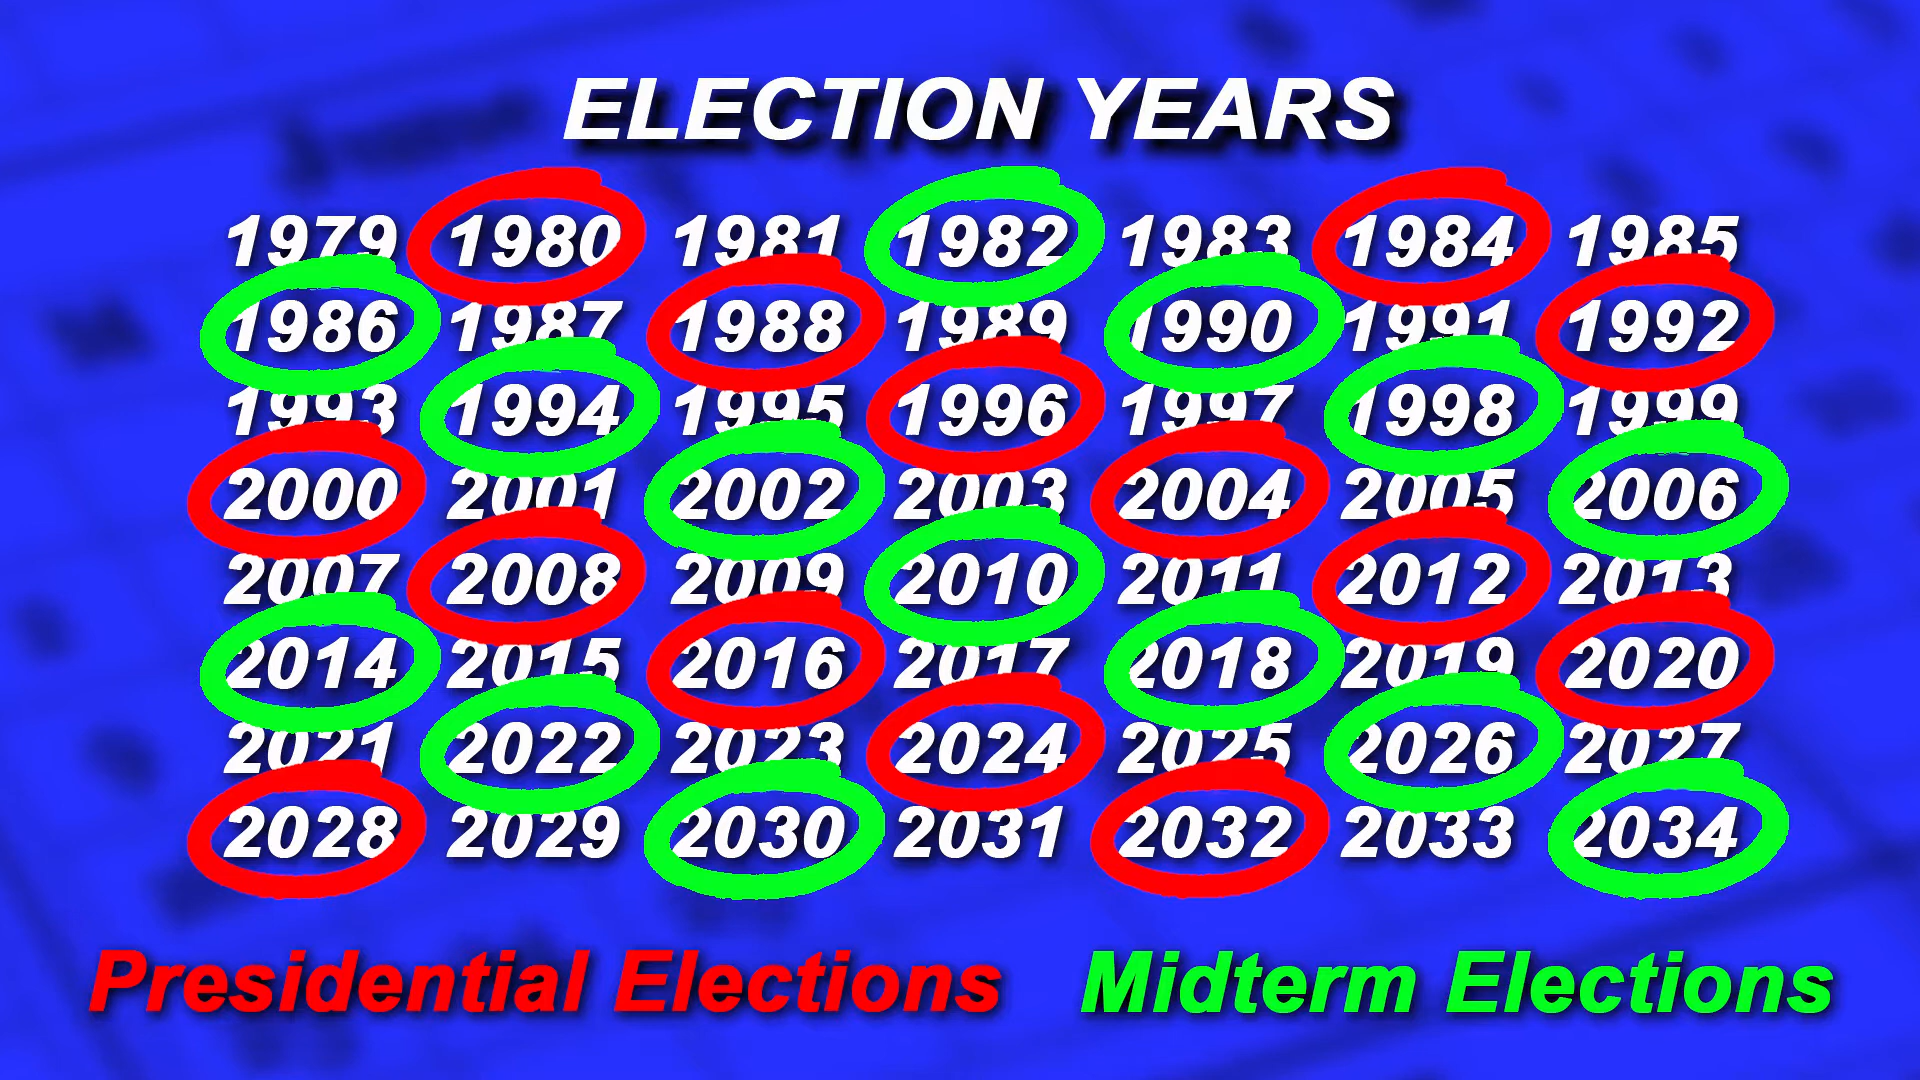 ELECTION YEARS
1979 1980 1981 1982 1983 1984 1985
1986 1987 1988 1989 1990 1991 1992
1993 1994 1995 1996 1997 1998 1999
2000 2001 2002 2003 2004 2005 2006
2007 2008 2009 2010 2011 2012 2013
2014 2015 2016 2017 2018 2019 2020
2021 2022 2023 2024 2025 2026 2027
2028 2029 2030 2031 2032 2033 2034
Presidential Elections Midterm Elections